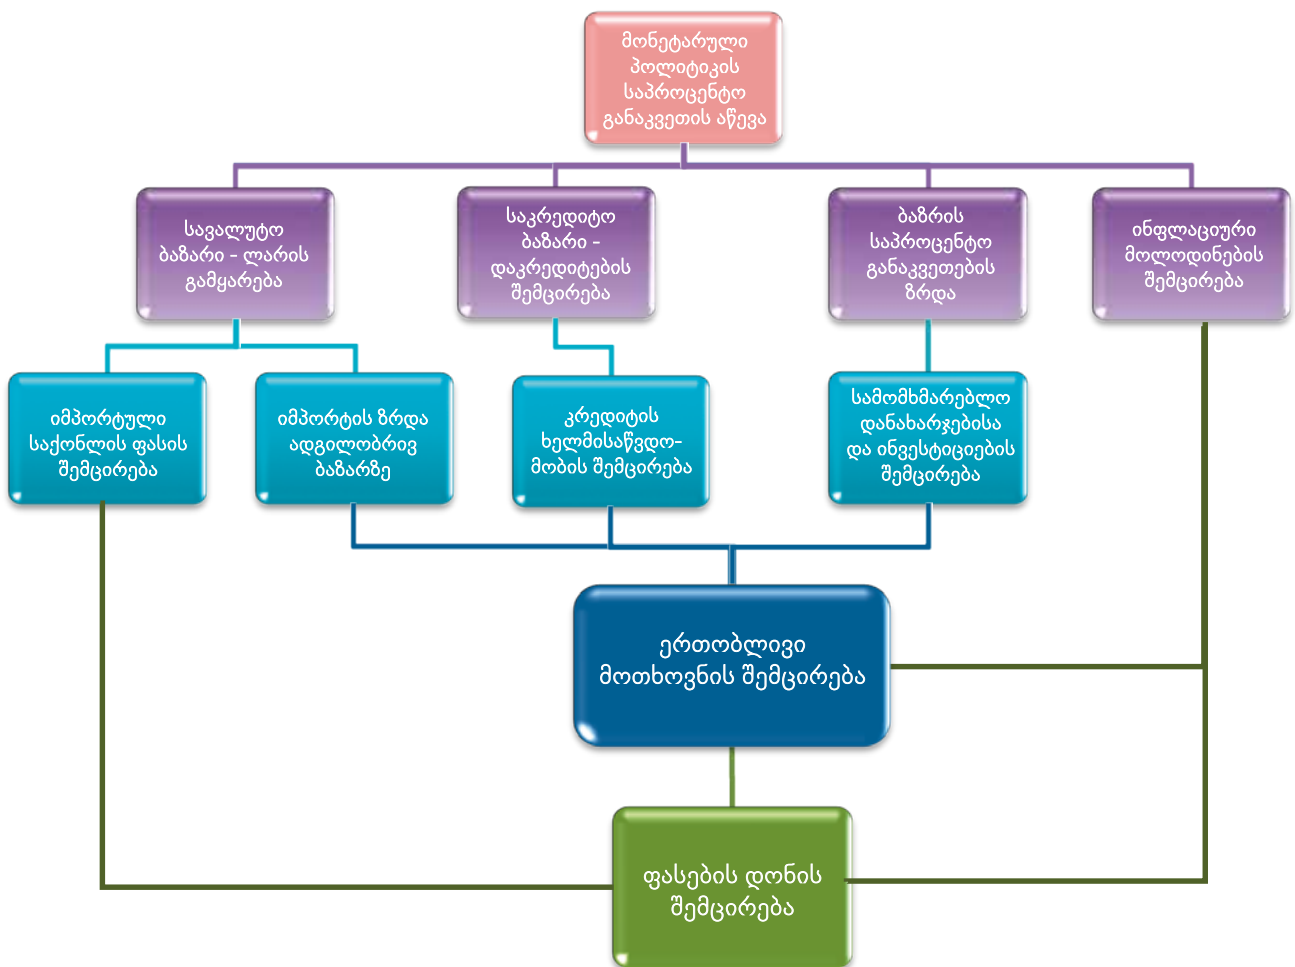 მონეტარული
პოლიტიკის
საპროცენტო
განაკვეთის აწევა
სავალუტო
ბაზარი - ლარის
გამყარება
საკრედიტო
ბაზარი -
დაკრედიტების
შემცირება
ბაზრის
საპროცენტო
განაკვეთების
ზრდა
ინფლაციური
მოლოდინების
შემცირება
იმპორტული
საქონლის ფასის
შემცირება
იმპორტის ზრდა
ადგილობრივ
ბაზარზე
კრედიტის
ხელმისაწვდო-
მობის შემცირება
სამომხმარებლო
დანახარჯებისა
და ინვესტიციების
შემცირება
ერთობლივი
მოთხოვნის შემცირება
ფასების დონის
შემცირება